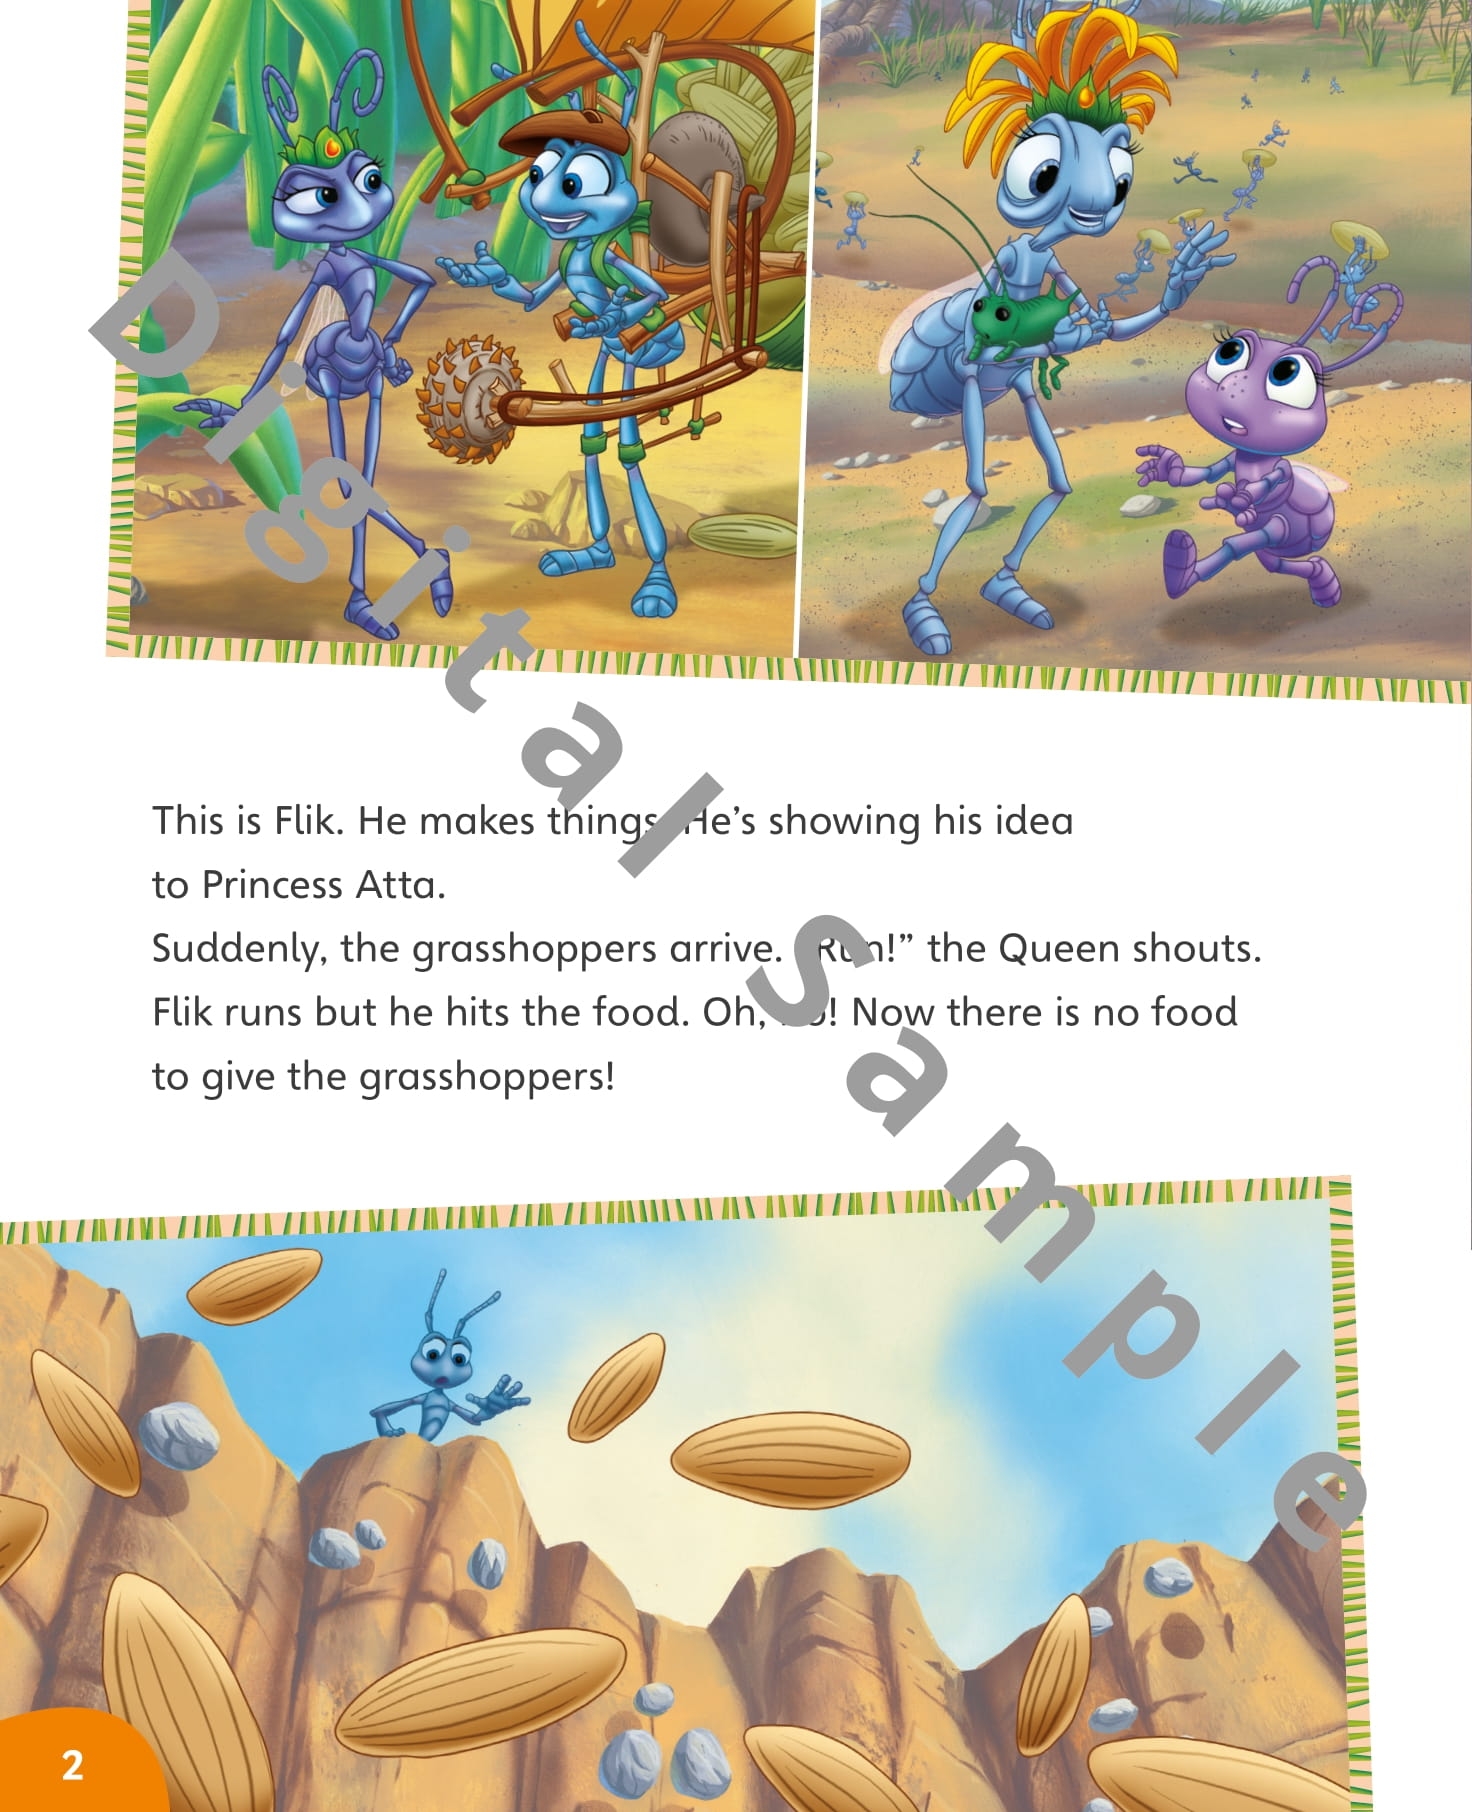 This is Flik. He makes things. He’s showing his idea
to Princess Atta.
Suddenly, the grasshoppers arrive. “Run!” the Queen shouts.
Flik runs but he hits the food. Oh, no! Now there is no food
to give the grasshoppers!
Digital Sample
2